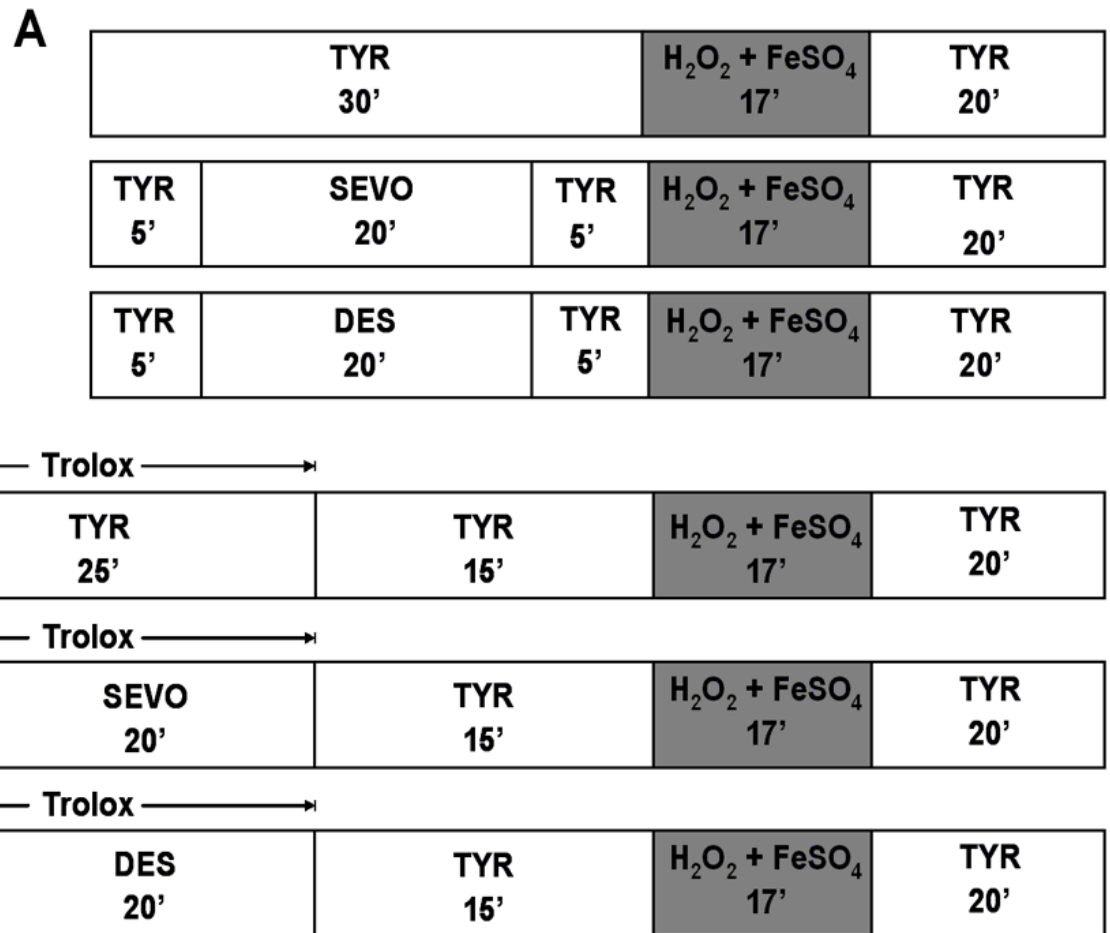 A
TYR H₂O₂ + FeSO₄ TYR
30’ 17’ 20’
TYR SEVO TYR H₂O₂ + FeSO₄ TYR
5’ 20’ 5’ 17’ 20’
TYR DES TYR H₂O₂ + FeSO₄ TYR
5’ 20’ 5’ 17’ 20’
Trolox
TYR TYR H₂O₂ + FeSO₄ TYR
25’ 15’ 17’ 20’
Trolox
SEVO TYR H₂O₂ + FeSO₄ TYR
20’ 15’ 17’ 20’
Trolox
DES TYR H₂O₂ + FeSO₄ TYR
20’ 15’ 17’ 20’